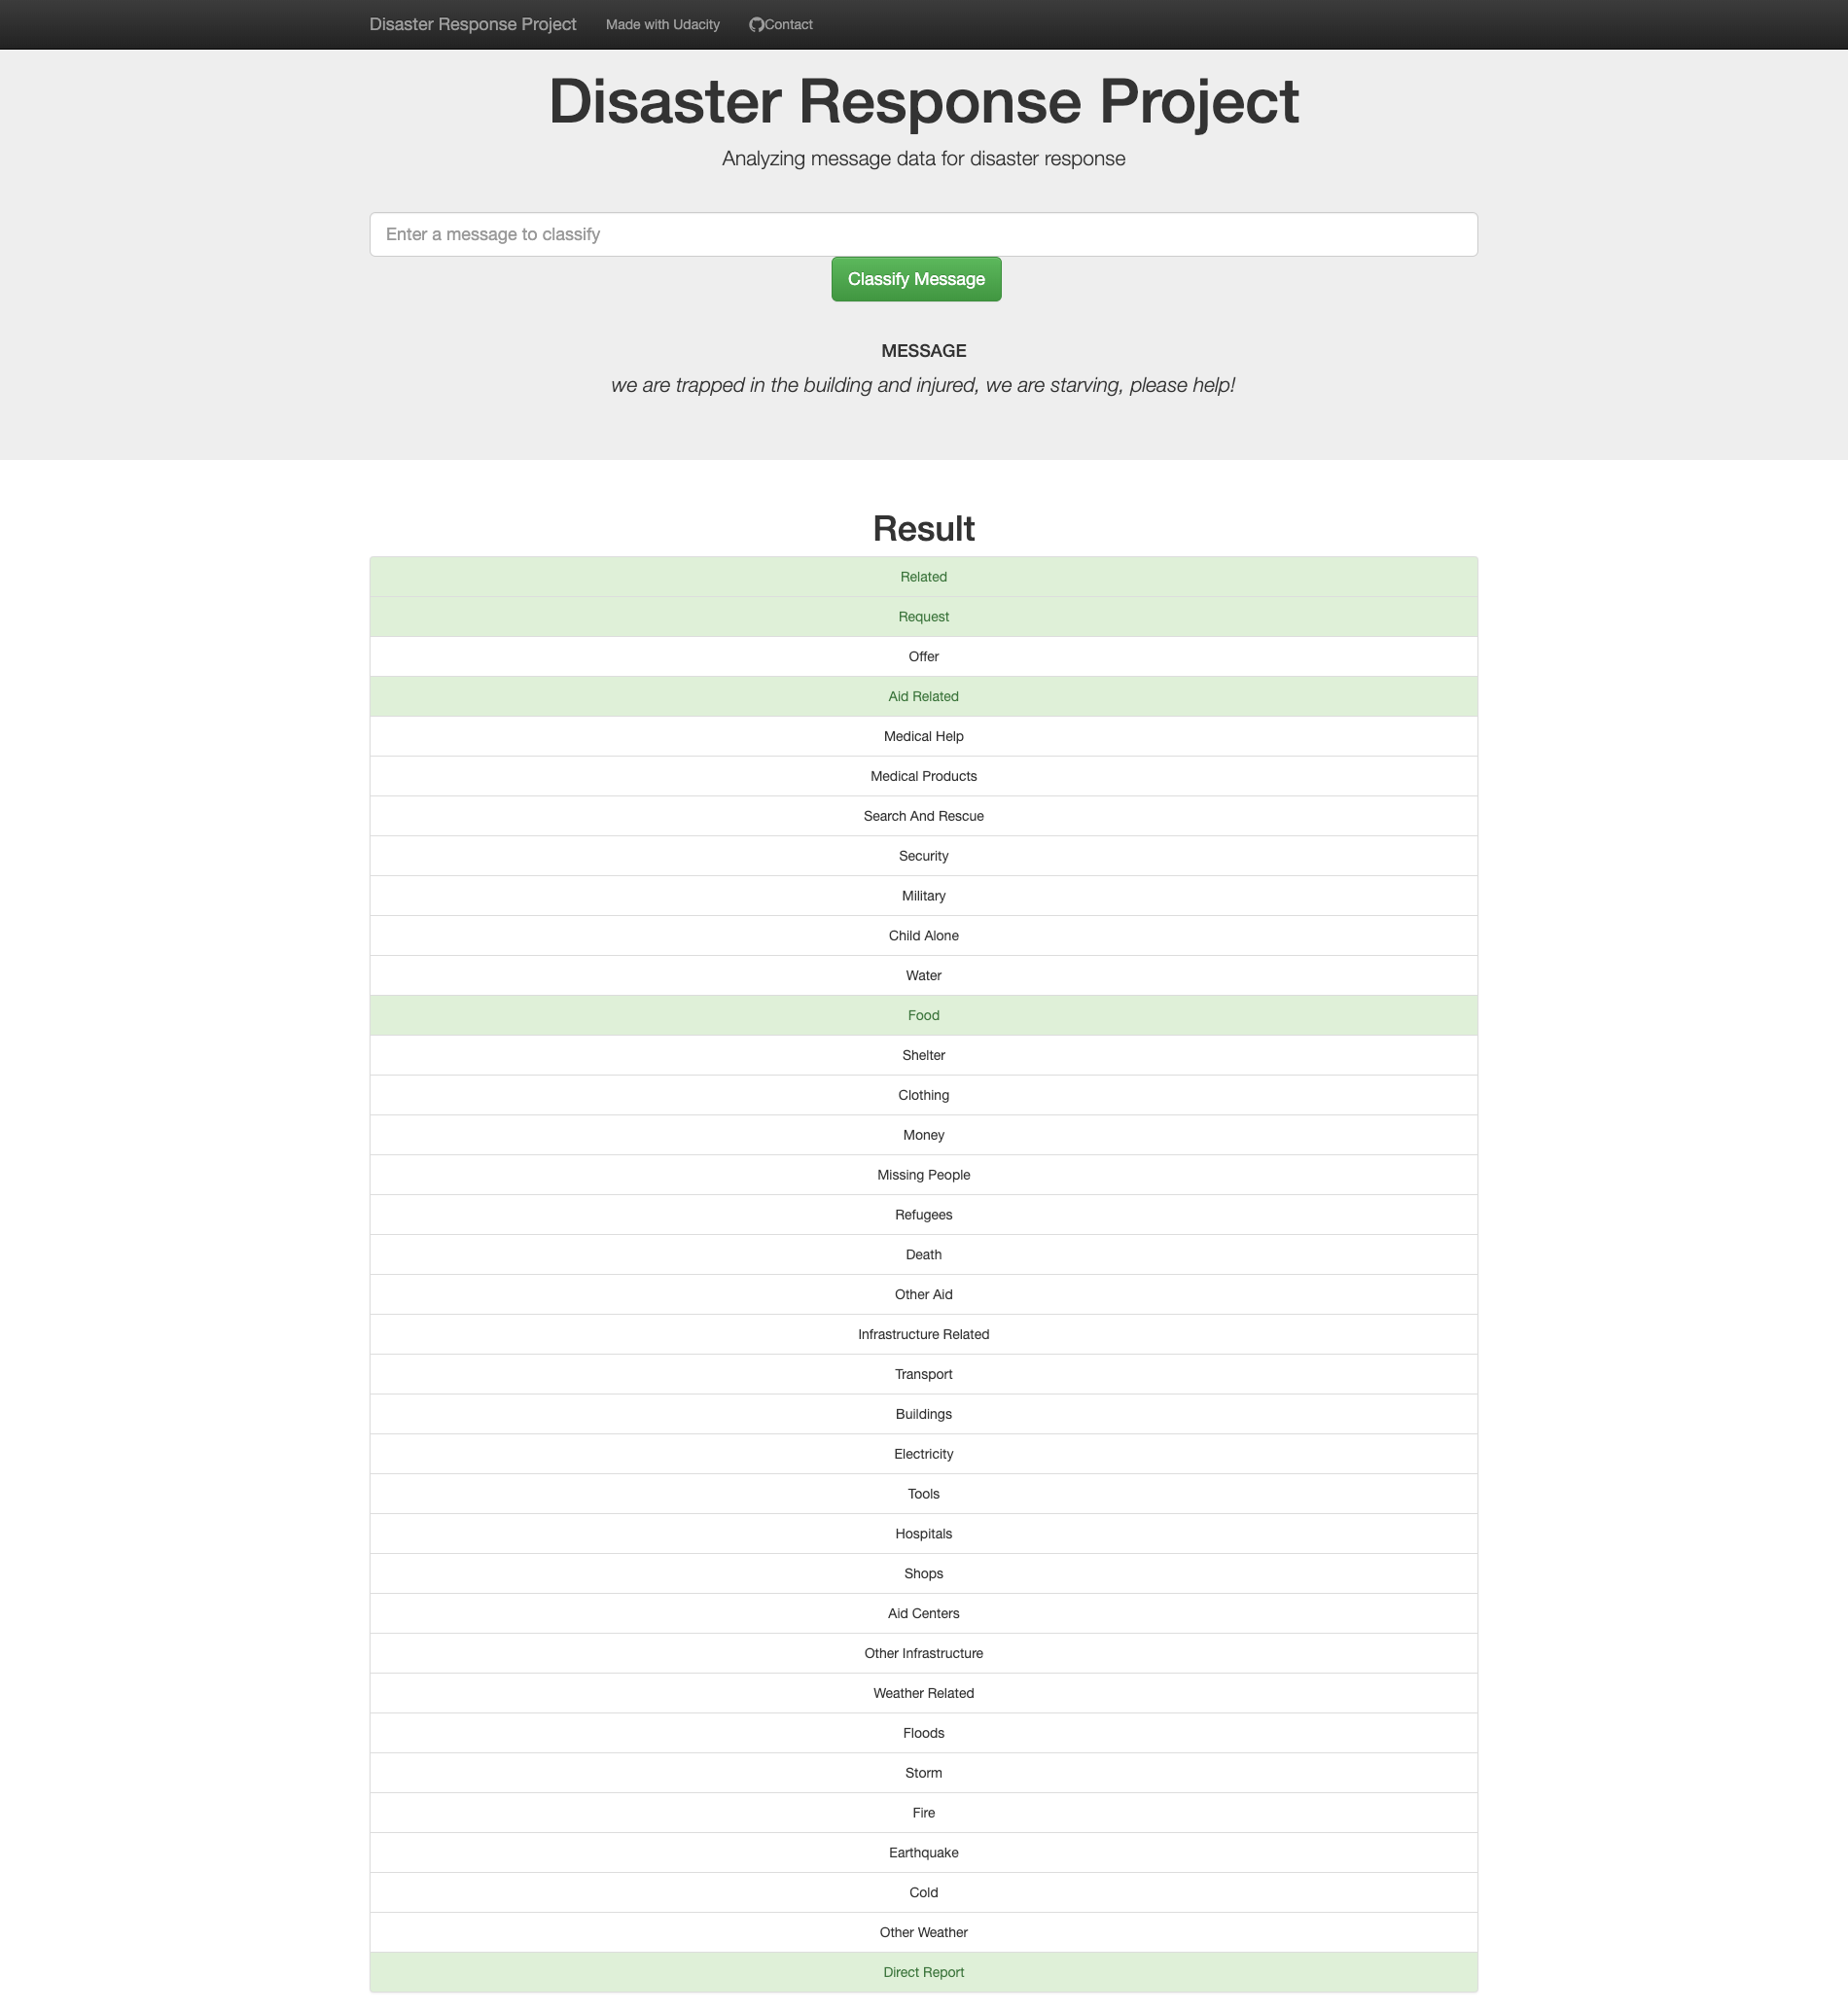 Disaster Response Project Made with Udacity Contact
Disaster Response Project
Analyzing message data for disaster response
Enter a message to classify
Classify Message
MESSAGE
we are trapped in the building and injured, we are starving, please help!
Result
Related
Request
Offer
Aid Related
Medical Help
Medical Products
Search And Rescue
Security
Military
Child Alone
Water
Food
Shelter
Clothing
Money
Missing People
Refugees
Death
Other Aid
Infrastructure Related
Transport
Buildings
Electricity
Tools
Hospitals
Shops
Aid Centers
Other Infrastructure
Weather Related
Floods
Storm
Fire
Earthquake
Cold
Other Weather
Direct Report